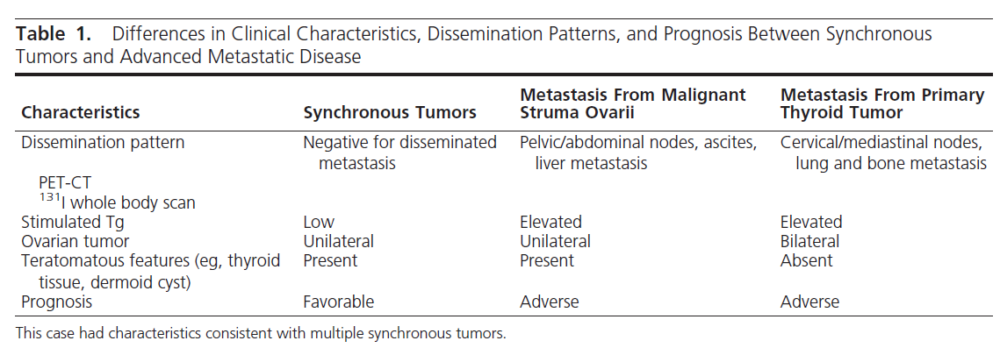 Table 1. Differences in Clinical Characteristics, Dissemination Patterns, and Prognosis Between Synchronous
Tumors and Advanced Metastatic Disease
Metastasis From Malignant Metastasis From Primary
Characteristics Synchronous Tumors Struma Ovarii Thyroid Tumor
Dissemination pattern Negative for disseminated Pelvic/abdominal nodes, ascites, Cervical/mediastinal nodes,
metastasis liver metastasis lung and bone metastasis
PET-CT
131I whole body scan
Stimulated Tg Low Elevated Elevated
Ovarian tumor Unilateral Unilateral Bilateral
Teratomatous features (eg, thyroid Present Present Absent
tissue, dermoid cyst)
Prognosis Favorable Adverse Adverse
This case had characteristics consistent with multiple synchronous tumors.